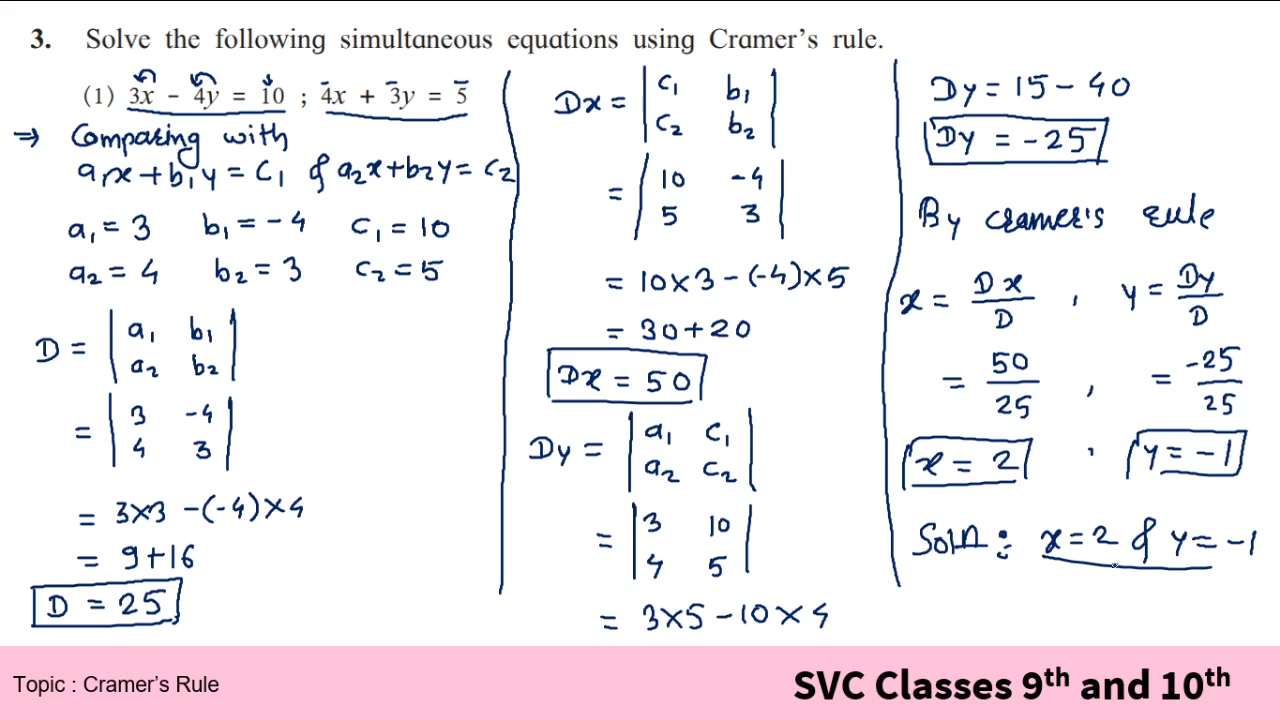 3. Solve the following simultaneous equations using Cramer's rule.
(1) 3x - 4y = 10 ; 4x + 3y = 5
⇒ Comparing with
a₁x + b₁y = c₁ & a₂x + b₂y = c₂
a₁ = 3 b₁ = -4 c₁ = 10
a₂ = 4 b₂ = 3 c₂ = 5
D = | a₁ b₁ |
| a₂ b₂ |
= | 3 -4 |
| 4 3 |
= 3×3 - (-4)×4
= 9+16
D = 25
Dx = | c₁ b₁ |
| c₂ b₂ |
= | 10 -4 |
| 5 3 |
= 10×3 - (-4)×5
= 30+20
Dx = 50
Dy = | a₁ c₁ |
| a₂ c₂ |
= | 3 10 |
| 4 5 |
= 3×5 - 10×4
Dy = 15 - 40
Dy = -25
By Cramer's rule
x = Dx/D , y = Dy/D
= 50/25 , = -25/25
x = 2 , y = -1
Soln : x = 2 & y = -1
Topic : Cramer's Rule
SVC Classes 9th and 10th